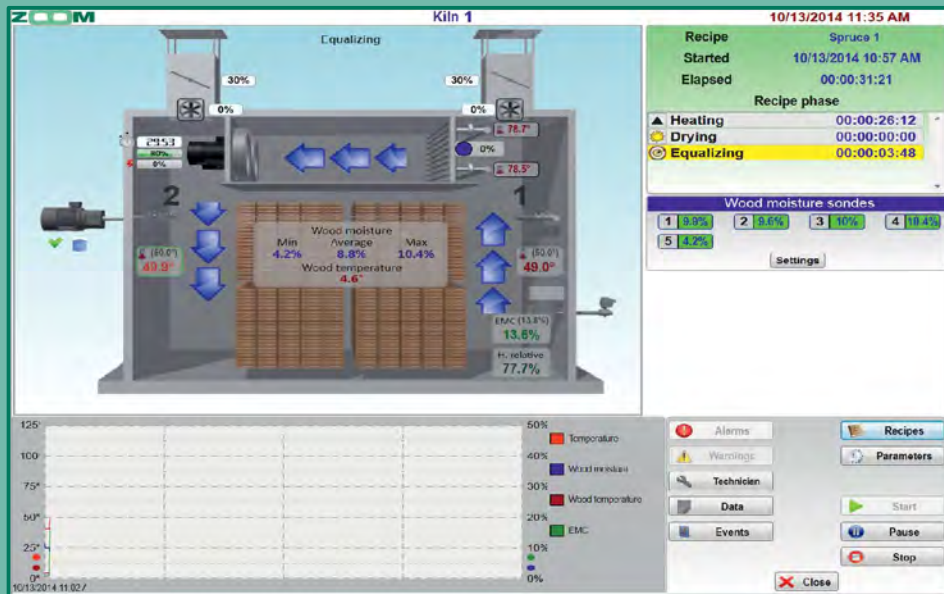 ZOOM
Kiln 1
10/13/2014 11:35 AM
Equalizing
30%
30%
0%
0%
2953
80%
0%
78.7°
0%
78.5°
2
1
Wood moisture
Min Average Max
4.2% 8.8% 10.4%
Wood temperature
4.6°
(50.0°)
49.9°
(50.0°)
49.0°
EMC (13.8%)
13.6%
H. relative
77.7%
Recipe Spruce 1
Started 10/13/2014 10:57 AM
Elapsed 00:00:31:21
Recipe phase
Heating 00:00:26:12
Drying 00:00:00:00
Equalizing 00:00:03:48
Wood moisture sondes
1 9.9% 2 9.6% 3 10% 4 10.4%
5 4.2%
Settings
125°
100°
75°
50°
25°
0°
50%
40%
30%
20%
10%
0%
Temperature
Wood moisture
Wood temperature
EMC
10/13/2014 11:02
Alarms
Warnings
Technician
Data
Events
Recipes
Parameters
Start
Pause
Stop
Close